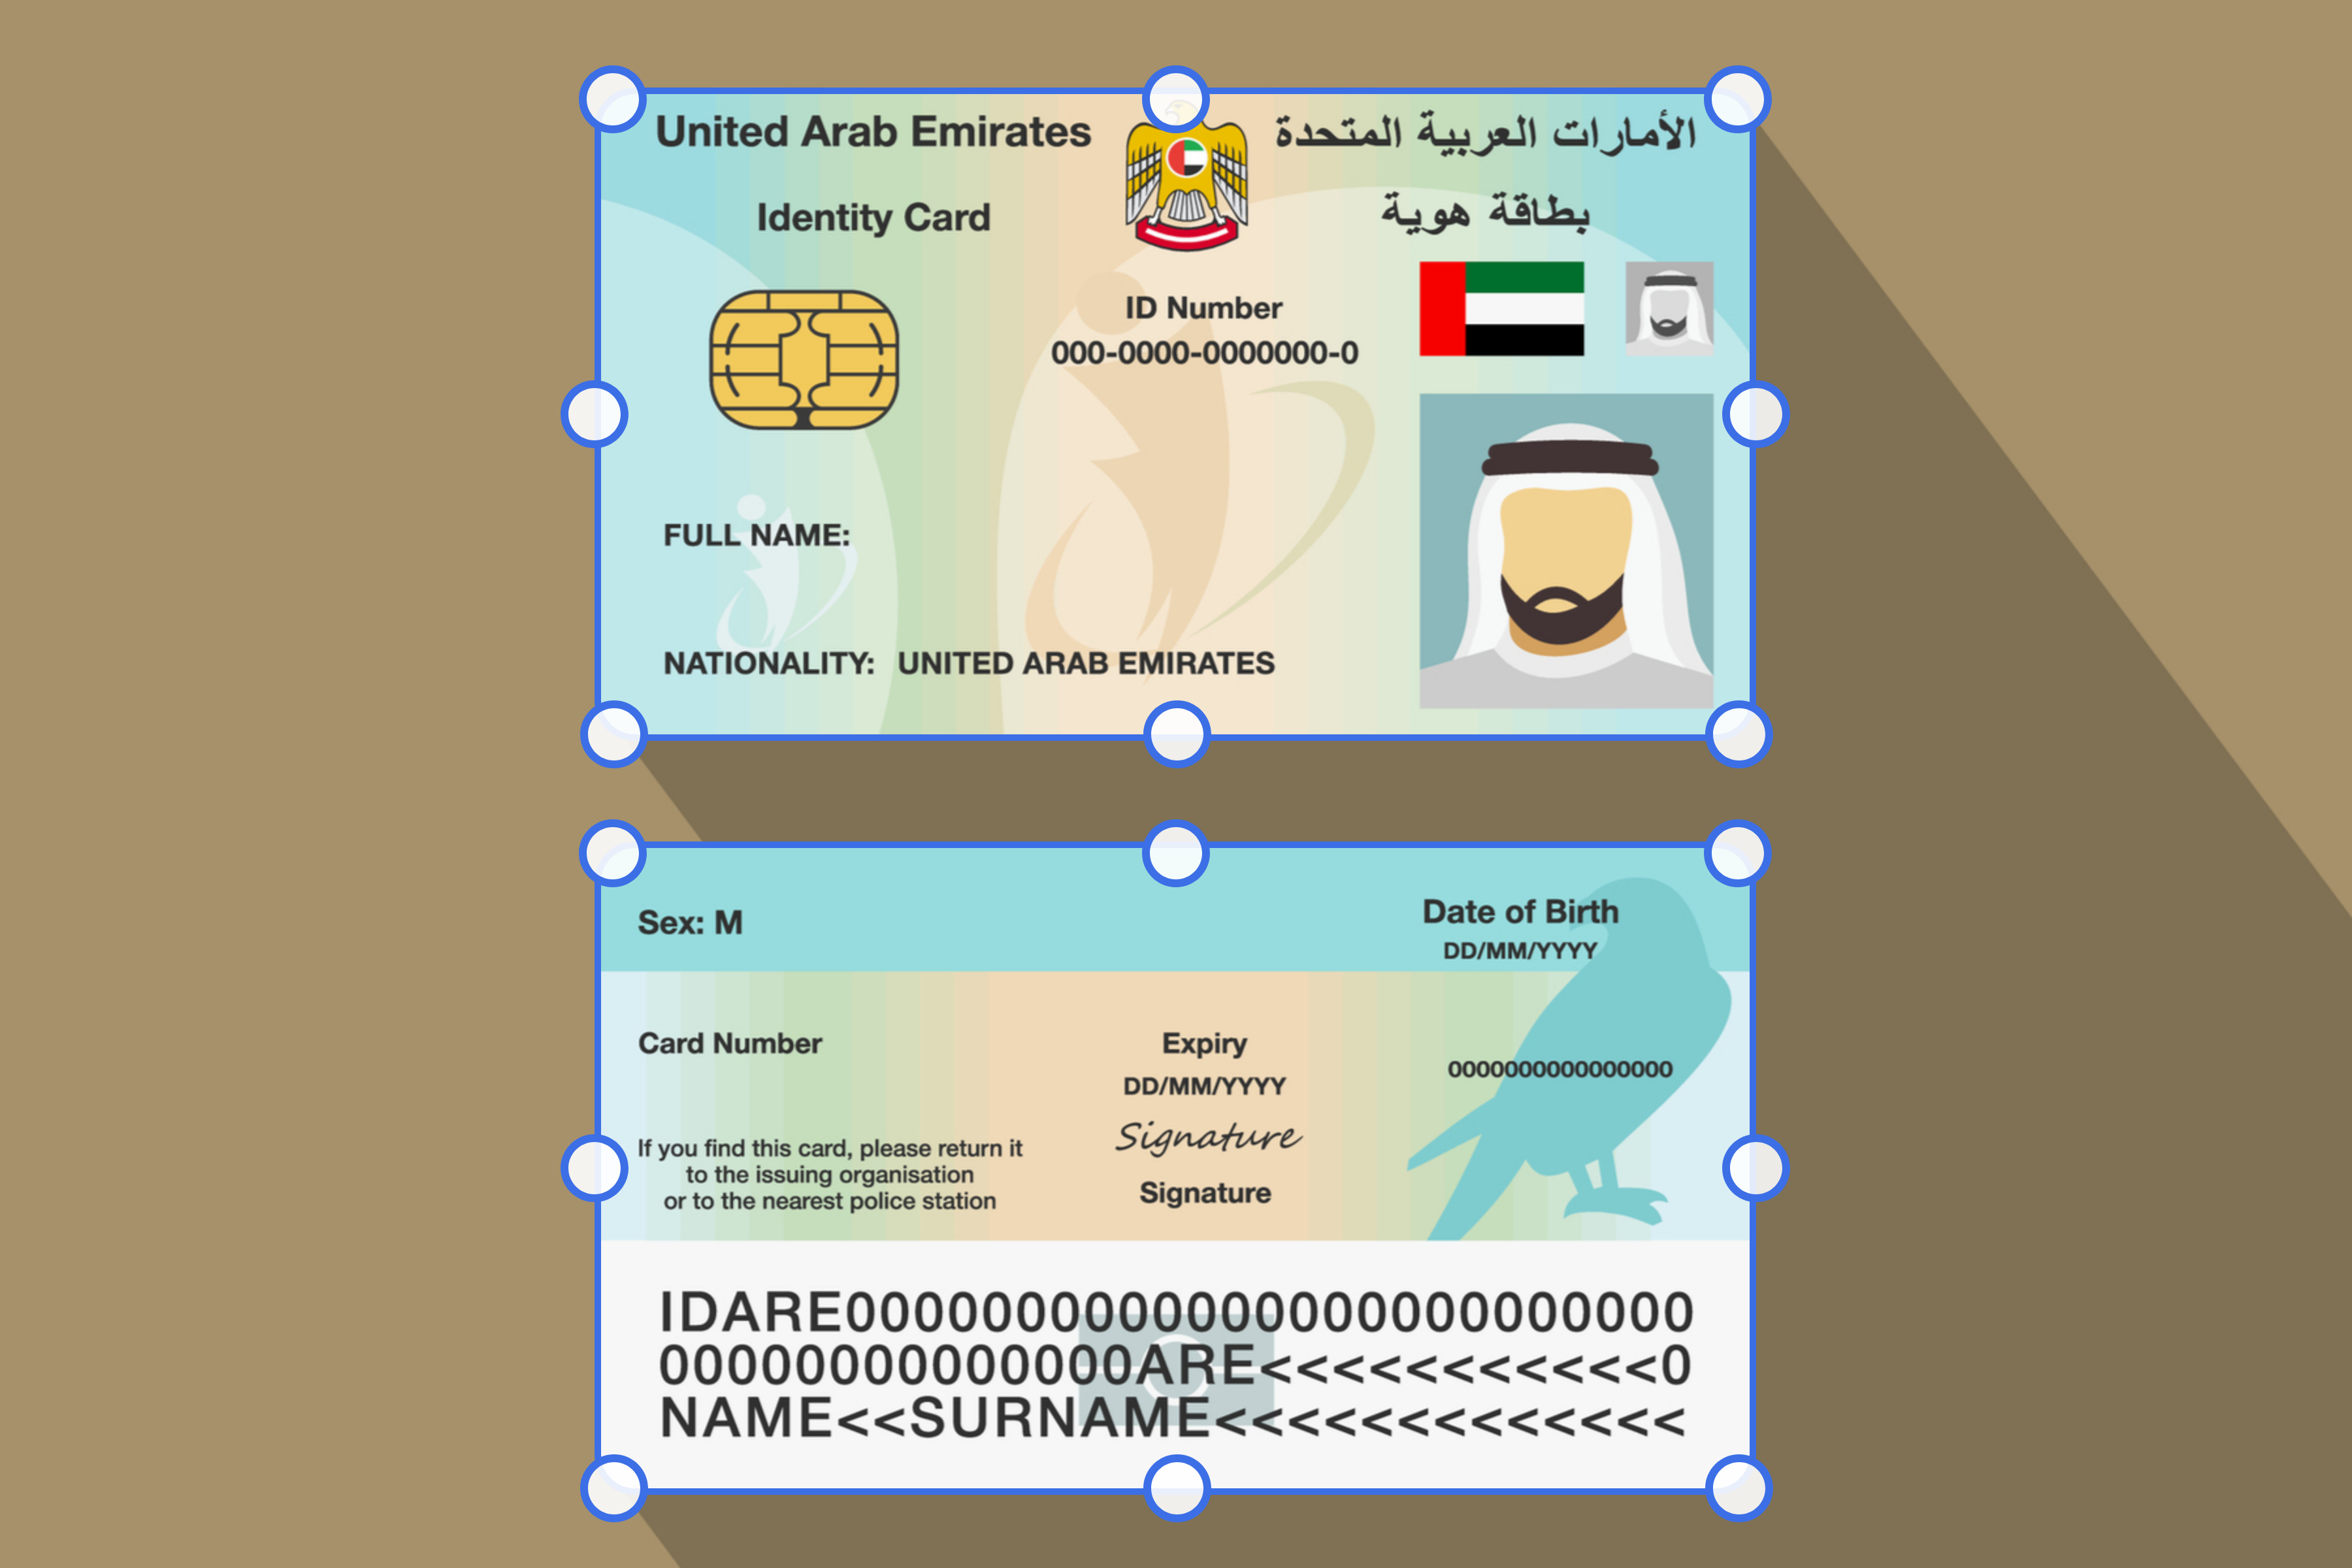 United Arab Emirates
الأمارات العربية المتحدة
Identity Card
بطاقة هوية
ID Number
000-0000-0000000-0
FULL NAME:
NATIONALITY: UNITED ARAB EMIRATES
Sex: M
Date of Birth
DD/MM/YYYY
Card Number
Expiry
DD/MM/YYYY
0000000000000000
Signature
Signature
If you find this card, please return it
to the issuing organisation
or to the nearest police station
IDARE0000000000000000000000000
00000000000000ARE<<<<<<<<<<<0
NAME<<SURNAME<<<<<<<<<<<<<